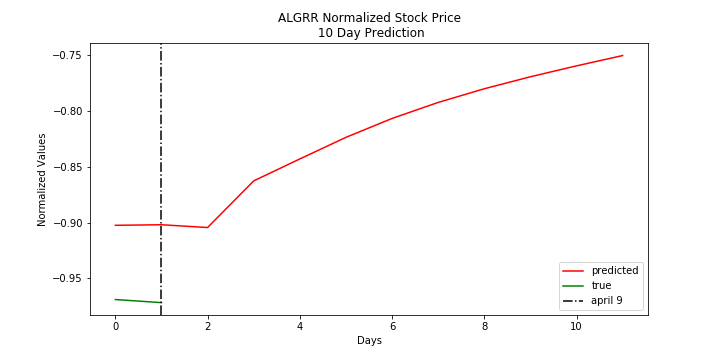 ALGRR Normalized Stock Price
10 Day Prediction
Normalized Values
−0.75
−0.80
−0.85
−0.90
−0.95
0 2 4 6 8 10
Days
predicted
true
april 9